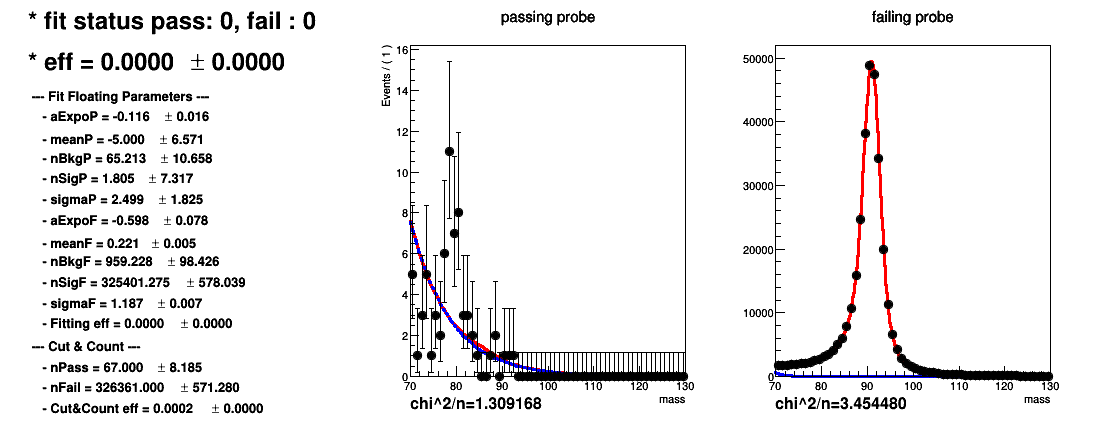 * fit status pass: 0, fail : 0
* eff = 0.0000 ± 0.0000
--- Fit Floating Parameters ---
- aExpoP = -0.116 ± 0.016
- meanP = -5.000 ± 6.571
- nBkgP = 65.213 ± 10.658
- nSigP = 1.805 ± 7.317
- sigmaP = 2.499 ± 1.825
- aExpoF = -0.598 ± 0.078
- meanF = 0.221 ± 0.005
- nBkgF = 959.228 ± 98.426
- nSigF = 325401.275 ± 578.039
- sigmaF = 1.187 ± 0.007
- Fitting eff = 0.0000 ± 0.0000
--- Cut & Count ---
- nPass = 67.000 ± 8.185
- nFail = 326361.000 ± 571.280
- Cut&Count eff = 0.0002 ± 0.0000
passing probe
Events / ( 1 )
16
14
12
10
8
6
4
2
0
70 80 90 100 110 120 130
mass
chi^2/n=1.309168
failing probe
50000
40000
30000
20000
10000
0
70 80 90 100 110 120 130
mass
chi^2/n=3.454480